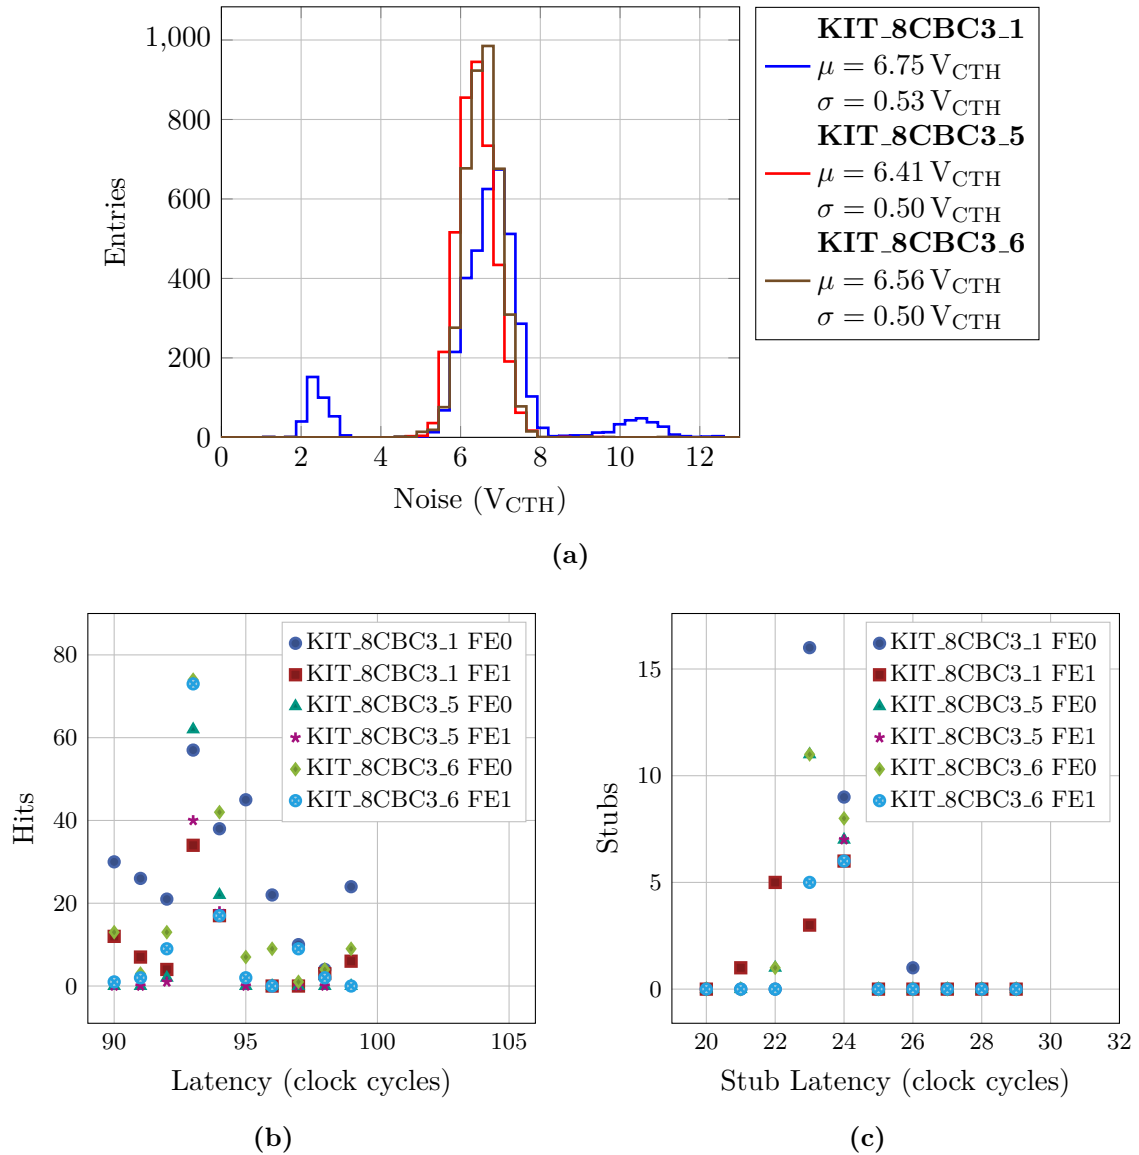 1,000
800
600
400
200
0
Entries
0 2 4 6 8 10 12
Noise (V_CTH)
KIT_8CBC3_1
μ = 6.75 V_CTH
σ = 0.53 V_CTH
KIT_8CBC3_5
μ = 6.41 V_CTH
σ = 0.50 V_CTH
KIT_8CBC3_6
μ = 6.56 V_CTH
σ = 0.50 V_CTH
(a)
80
60
40
20
0
Hits
90 95 100 105
Latency (clock cycles)
KIT_8CBC3_1 FE0
KIT_8CBC3_1 FE1
KIT_8CBC3_5 FE0
KIT_8CBC3_5 FE1
KIT_8CBC3_6 FE0
KIT_8CBC3_6 FE1
(b)
15
10
5
0
Stubs
20 22 24 26 28 30 32
Stub Latency (clock cycles)
KIT_8CBC3_1 FE0
KIT_8CBC3_1 FE1
KIT_8CBC3_5 FE0
KIT_8CBC3_5 FE1
KIT_8CBC3_6 FE0
KIT_8CBC3_6 FE1
(c)